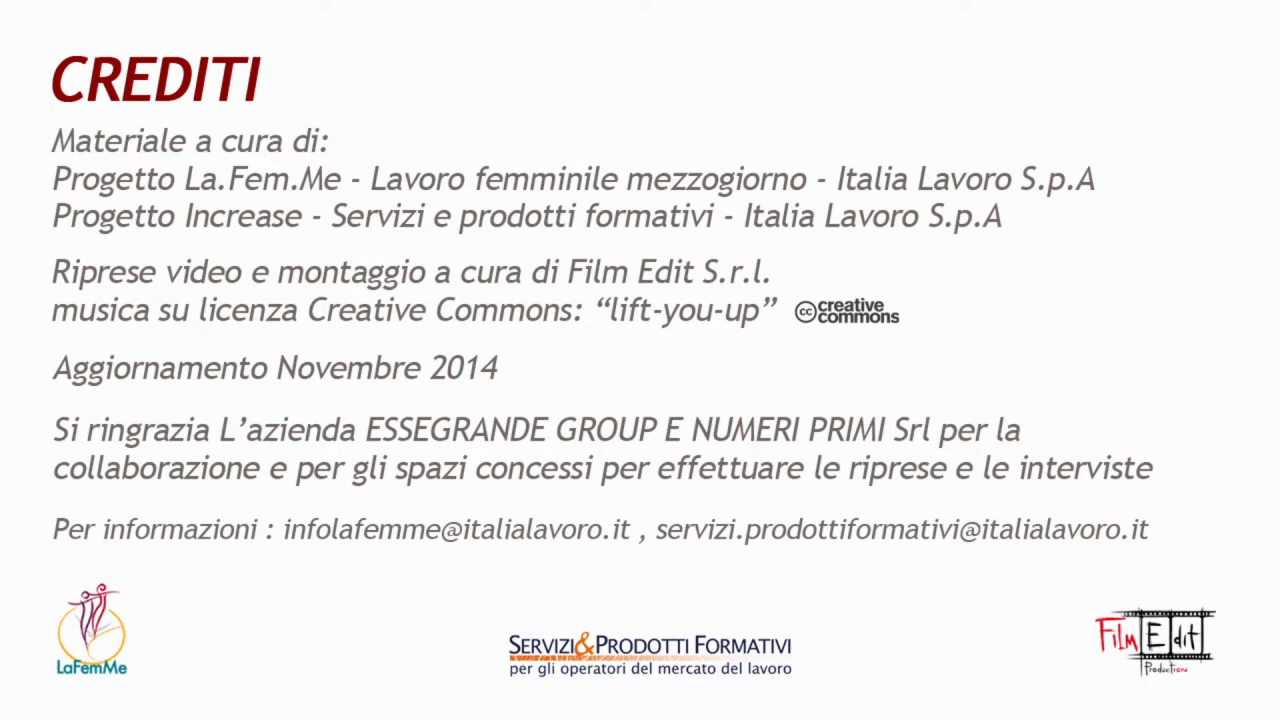 CREDITI
Materiale a cura di:
Progetto La.Fem.Me - Lavoro femminile mezzogiorno - Italia Lavoro S.p.A
Progetto Increase - Servizi e prodotti formativi - Italia Lavoro S.p.A
Riprese video e montaggio a cura di Film Edit S.r.l.
musica su licenza Creative Commons: “lift-you-up”
cc creative commons
Aggiornamento Novembre 2014
Si ringrazia L’azienda ESSEGRANDE GROUP E NUMERI PRIMI Srl per la
collaborazione e per gli spazi concessi per effettuare le riprese e le interviste
Per informazioni : infolafemme@italialavoro.it , servizi.prodottiformativi@italialavoro.it
LaFemMe
SERVIZI&PRODOTTI FORMATIVI
per gli operatori del mercato del lavoro
FilM Edit
Production